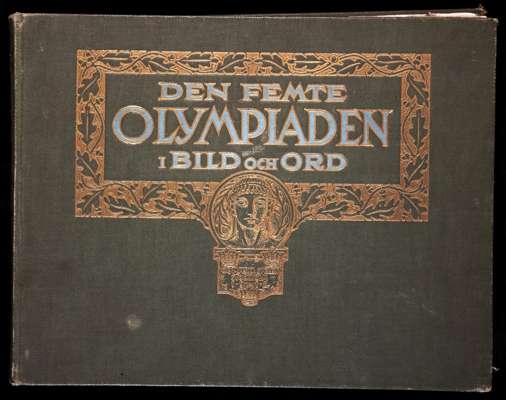 DEN FEMTE
OLYMPIADEN
I BILD OCH ORD